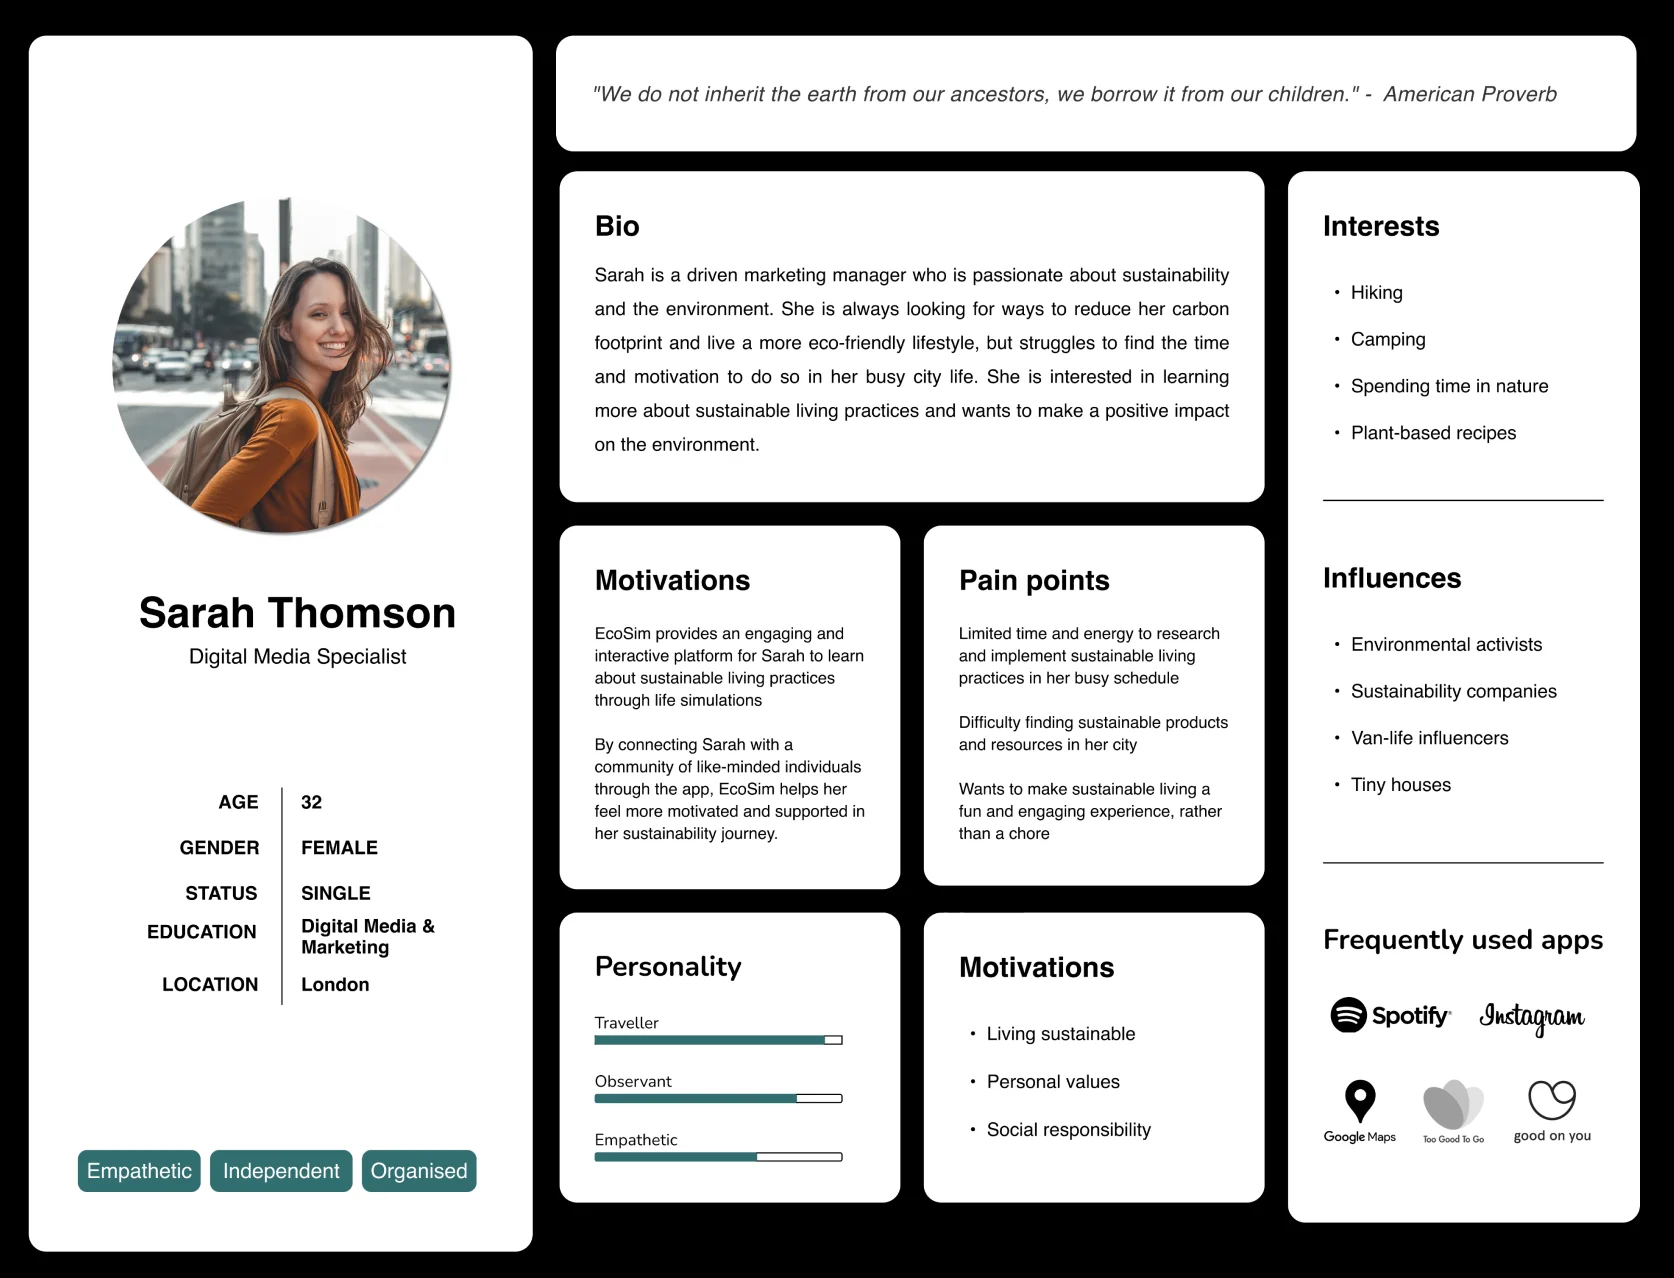 "We do not inherit the earth from our ancestors, we borrow it from our children." - American Proverb
Sarah Thomson
Digital Media Specialist
AGE 32
GENDER FEMALE
STATUS SINGLE
EDUCATION Digital Media &
Marketing
LOCATION London
Empathetic Independent Organised
Bio
Sarah is a driven marketing manager who is passionate about sustainability
and the environment. She is always looking for ways to reduce her carbon
footprint and live a more eco-friendly lifestyle, but struggles to find the time
and motivation to do so in her busy city life. She is interested in learning
more about sustainable living practices and wants to make a positive impact
on the environment.
Motivations
EcoSim provides an engaging and
interactive platform for Sarah to learn
about sustainable living practices
through life simulations
By connecting Sarah with a
community of like-minded individuals
through the app, EcoSim helps her
feel more motivated and supported in
her sustainability journey.
Pain points
Limited time and energy to research
and implement sustainable living
practices in her busy schedule
Difficulty finding sustainable products
and resources in her city
Wants to make sustainable living a
fun and engaging experience, rather
than a chore
Personality
Traveller
Observant
Empathetic
Motivations
• Living sustainable
• Personal values
• Social responsibility
Interests
• Hiking
• Camping
• Spending time in nature
• Plant-based recipes
Influences
• Environmental activists
• Sustainability companies
• Van-life influencers
• Tiny houses
Frequently used apps
Spotify Instagram
Google Maps Too Good To Go good on you